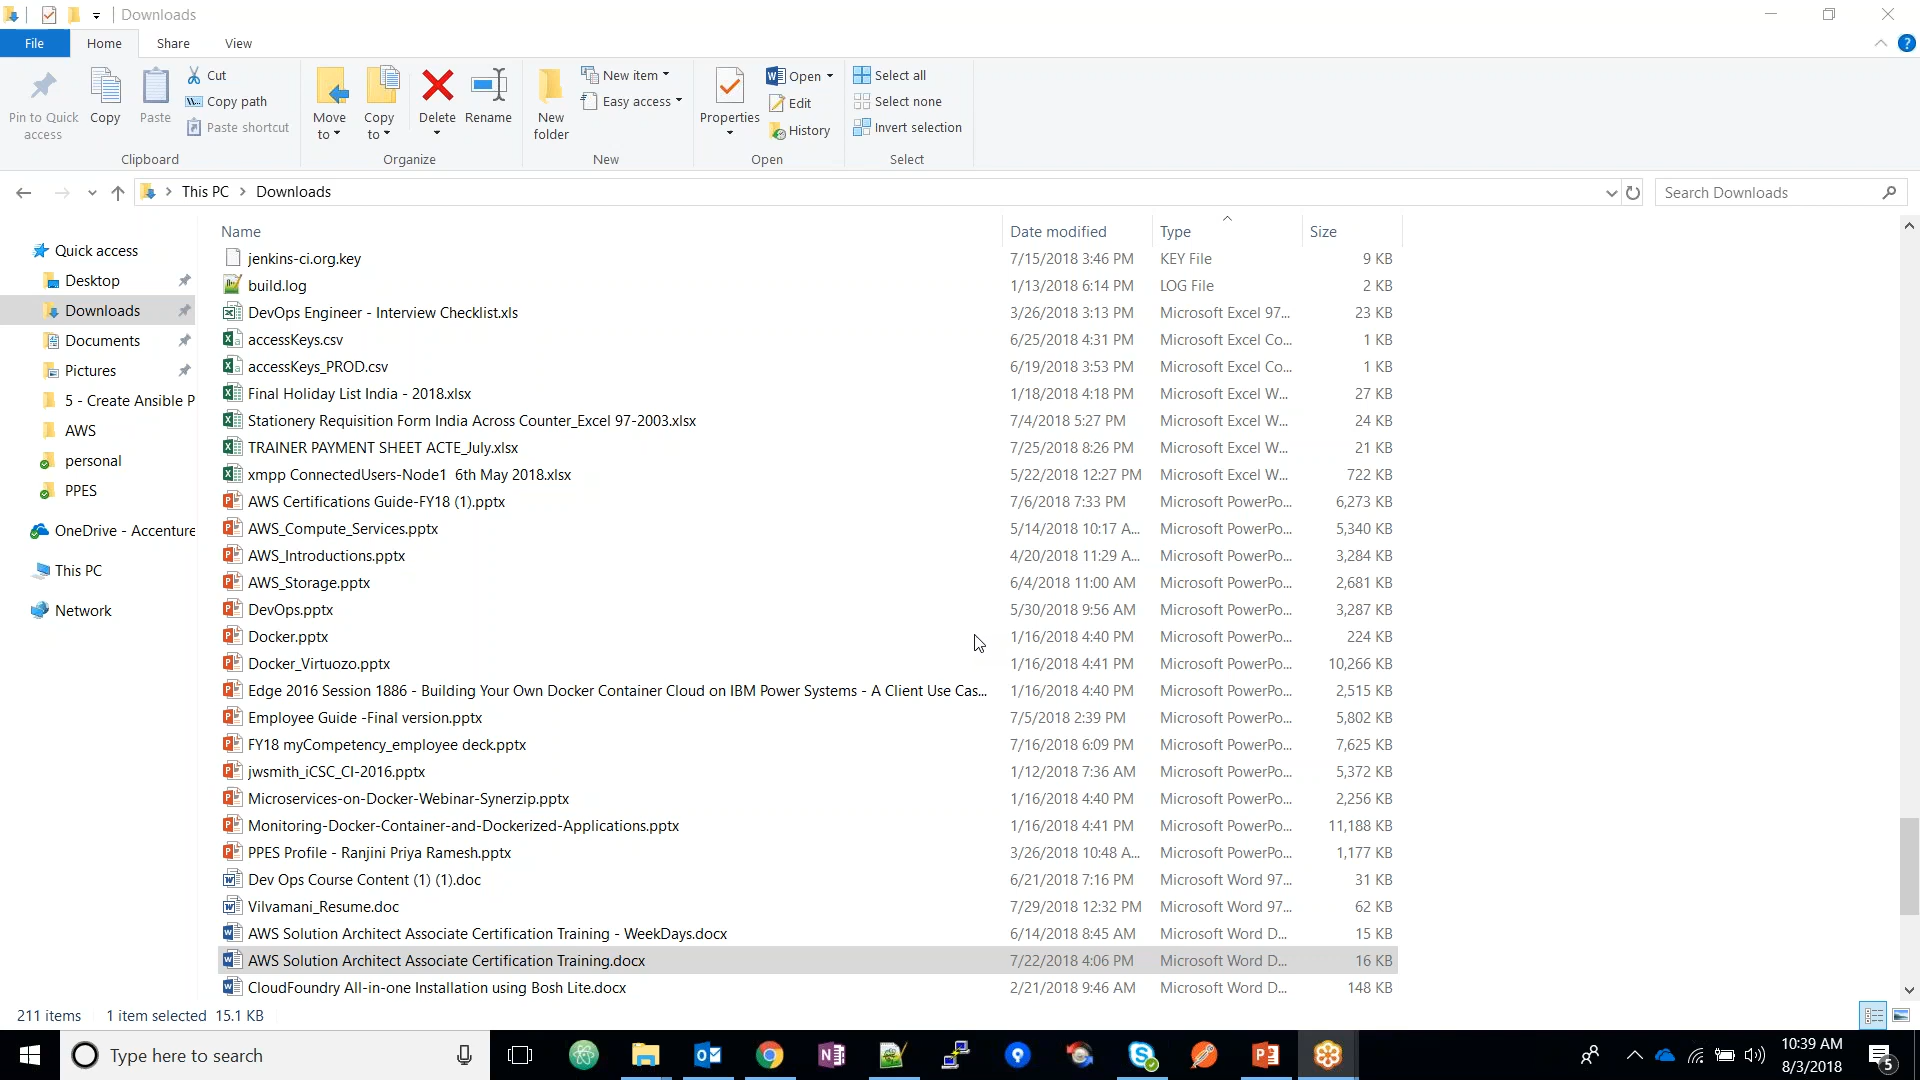 Downloads
File Home Share View
Pin to Quick access
Copy
Paste
Cut
Copy path
Paste shortcut
Clipboard
Move to
Copy to
Delete
Rename
Organize
New folder
New item
Easy access
New
Properties
Open
Edit
History
Open
Select all
Select none
Invert selection
Select
This PC > Downloads
Search Downloads
Quick access
Desktop
Downloads
Documents
Pictures
5 - Create Ansible P
AWS
personal
PPES
OneDrive - Accenture
This PC
Network
Name Date modified Type Size
jenkins-ci.org.key 7/15/2018 3:46 PM KEY File 9 KB
build.log 1/13/2018 6:14 PM LOG File 2 KB
DevOps Engineer - Interview Checklist.xls 3/26/2018 3:13 PM Microsoft Excel 97... 23 KB
accessKeys.csv 6/25/2018 4:31 PM Microsoft Excel Co... 1 KB
accessKeys_PROD.csv 6/19/2018 3:53 PM Microsoft Excel Co... 1 KB
Final Holiday List India - 2018.xlsx 1/18/2018 4:18 PM Microsoft Excel W... 27 KB
Stationery Requisition Form India Across Counter_Excel 97-2003.xlsx 7/4/2018 5:27 PM Microsoft Excel W... 24 KB
TRAINER PAYMENT SHEET ACTE_July.xlsx 7/25/2018 8:26 PM Microsoft Excel W... 21 KB
xmpp ConnectedUsers-Node1 6th May 2018.xlsx 5/22/2018 12:27 PM Microsoft Excel W... 722 KB
AWS Certifications Guide-FY18 (1).pptx 7/6/2018 7:33 PM Microsoft PowerPo... 6,273 KB
AWS_Compute_Services.pptx 5/14/2018 10:17 A... Microsoft PowerPo... 5,340 KB
AWS_Introductions.pptx 4/20/2018 11:29 A... Microsoft PowerPo... 3,284 KB
AWS_Storage.pptx 6/4/2018 11:00 AM Microsoft PowerPo... 2,681 KB
DevOps.pptx 5/30/2018 9:56 AM Microsoft PowerPo... 3,287 KB
Docker.pptx 1/16/2018 4:40 PM Microsoft PowerPo... 224 KB
Docker_Virtuozo.pptx 1/16/2018 4:41 PM Microsoft PowerPo... 10,266 KB
Edge 2016 Session 1886 - Building Your Own Docker Container Cloud on IBM Power Systems - A Client Use Cas... 1/16/2018 4:40 PM Microsoft PowerPo... 2,515 KB
Employee Guide -Final version.pptx 7/5/2018 2:39 PM Microsoft PowerPo... 5,802 KB
FY18 myCompetency_employee deck.pptx 7/16/2018 6:09 PM Microsoft PowerPo... 7,625 KB
jwsmith_iCSC_CI-2016.pptx 1/12/2018 7:36 AM Microsoft PowerPo... 5,372 KB
Microservices-on-Docker-Webinar-Synerzip.pptx 1/16/2018 4:40 PM Microsoft PowerPo... 2,256 KB
Monitoring-Docker-Container-and-Dockerized-Applications.pptx 1/16/2018 4:41 PM Microsoft PowerPo... 11,188 KB
PPES Profile - Ranjini Priya Ramesh.pptx 3/26/2018 10:48 A... Microsoft PowerPo... 1,177 KB
Dev Ops Course Content (1) (1).doc 6/21/2018 7:16 PM Microsoft Word 97... 31 KB
Vilvamani_Resume.doc 7/29/2018 12:32 PM Microsoft Word 97... 62 KB
AWS Solution Architect Associate Certification Training - WeekDays.docx 6/14/2018 8:45 AM Microsoft Word D... 15 KB
AWS Solution Architect Associate Certification Training.docx 7/22/2018 4:06 PM Microsoft Word D... 16 KB
CloudFoundry All-in-one Installation using Bosh Lite.docx 2/21/2018 9:46 AM Microsoft Word D... 148 KB
211 items 1 item selected 15.1 KB
Type here to search
10:39 AM
8/3/2018
5